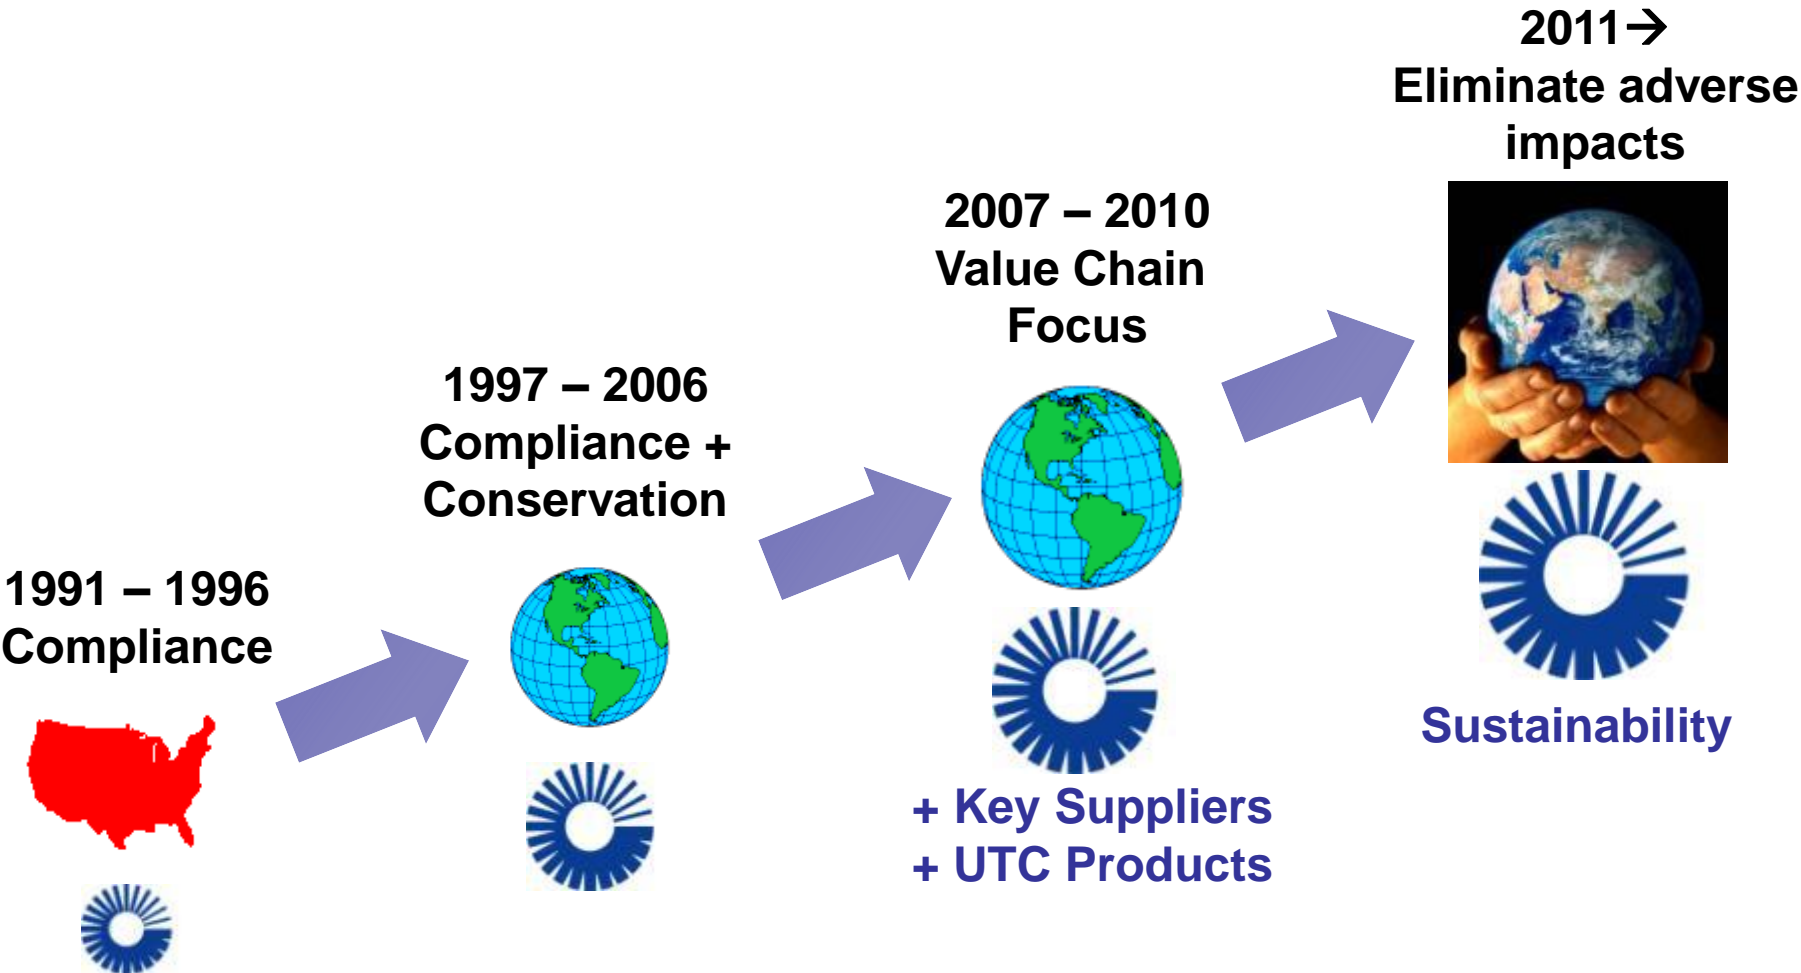 1991 – 1996
Compliance
1997 – 2006
Compliance +
Conservation
2007 – 2010
Value Chain
Focus
+ Key Suppliers
+ UTC Products
2011→
Eliminate adverse
impacts
Sustainability